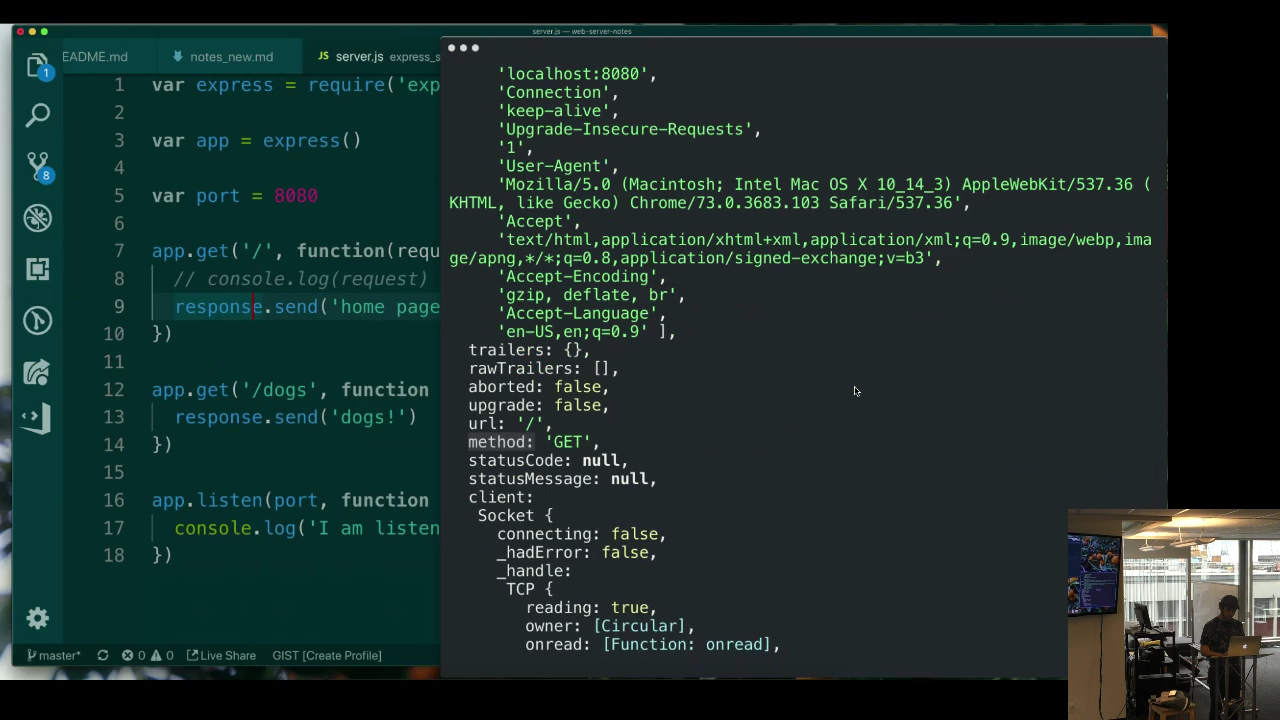 server.js — web-server-notes
EADME.md
notes_new.md
JS server.js express_s
1 var express = require('exp
2
3 var app = express()
4
5 var port = 8080
6
7 app.get('/', function(requ
8 // console.log(request)
9 response.send('home page
10 })
11
12 app.get('/dogs', function
13 response.send('dogs!')
14 })
15
16 app.listen(port, function
17 console.log('I am listen
18 })
1
8
master*
0 0
Live Share
GIST [Create Profile]
'localhost:8080',
'Connection',
'keep-alive',
'Upgrade-Insecure-Requests',
'1',
'User-Agent',
'Mozilla/5.0 (Macintosh; Intel Mac OS X 10_14_3) AppleWebKit/537.36 (
KHTML, like Gecko) Chrome/73.0.3683.103 Safari/537.36',
'Accept',
'text/html,application/xhtml+xml,application/xml;q=0.9,image/webp,ima
ge/apng,*/*;q=0.8,application/signed-exchange;v=b3',
'Accept-Encoding',
'gzip, deflate, br',
'Accept-Language',
'en-US,en;q=0.9' ],
trailers: {},
rawTrailers: [],
aborted: false,
upgrade: false,
url: '/',
method: 'GET',
statusCode: null,
statusMessage: null,
client:
Socket {
connecting: false,
_hadError: false,
_handle:
TCP {
reading: true,
owner: [Circular],
onread: [Function: onread],